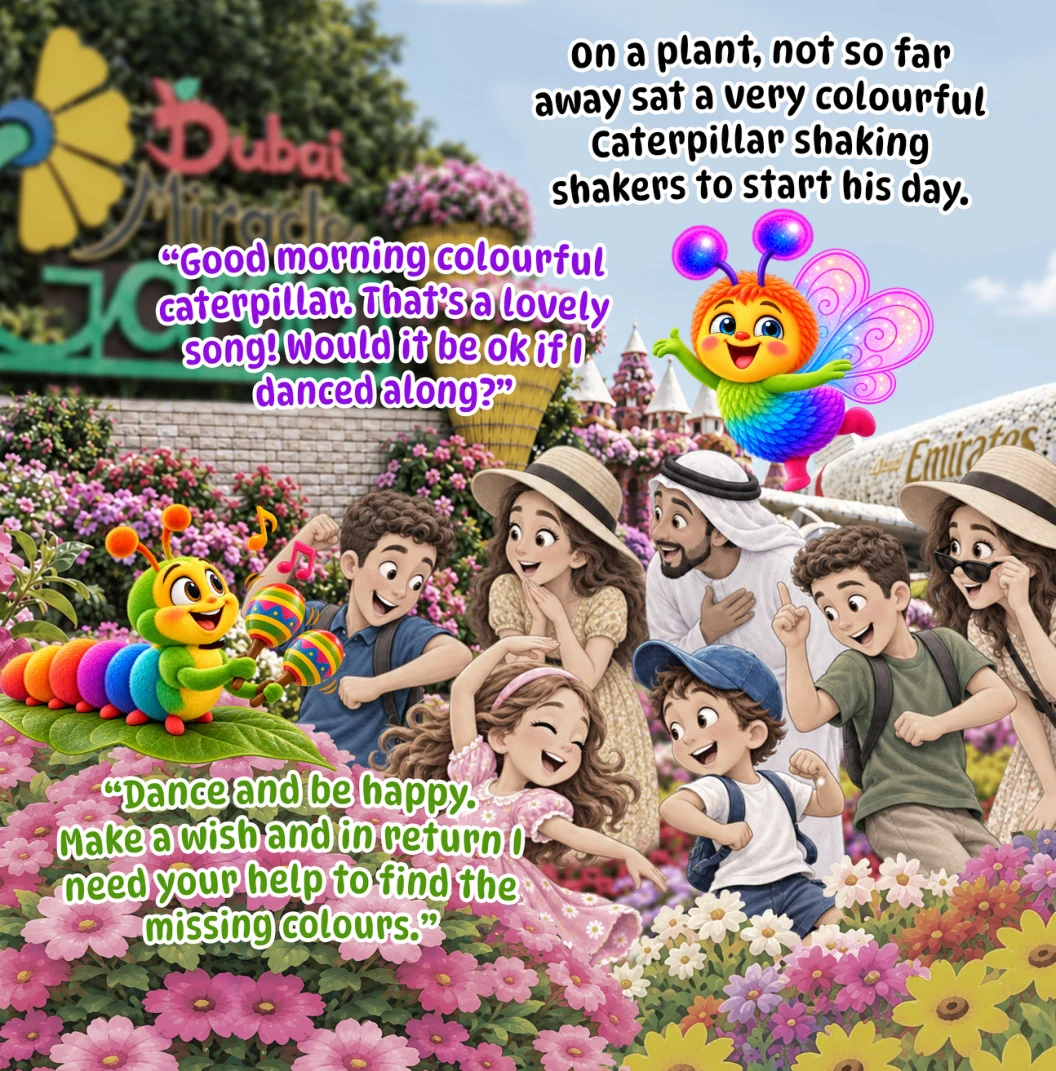 On a plant, not so far
away sat a very colourful
caterpillar shaking
shakers to start his day.
Dubai
Miracle
“Good morning colourful
caterpillar. That’s a lovely
song! Would it be ok if I
danced along?”
Emirates
“Dance and be happy.
Make a wish and in return I
need your help to find the
missing colours.”